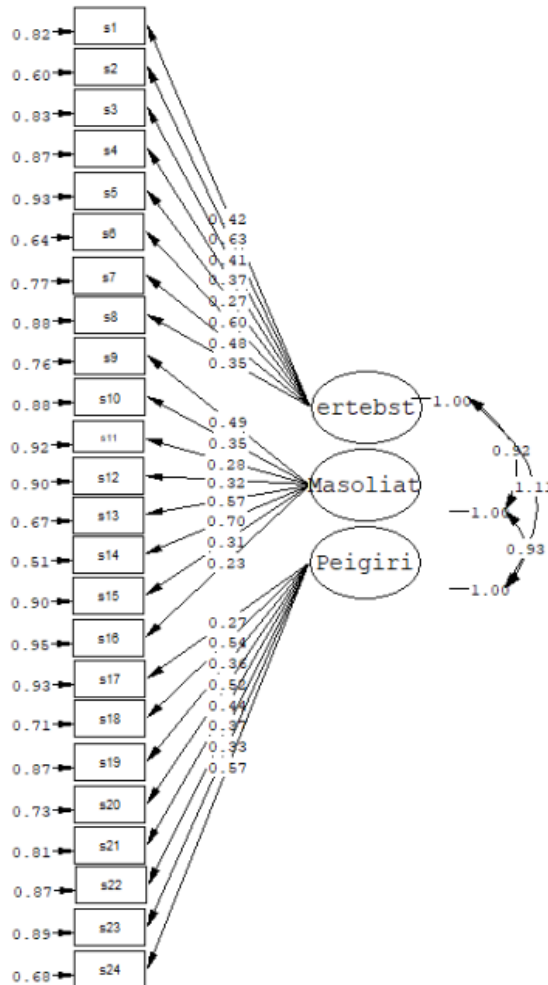 0.82 s1
0.60 s2
0.83 s3
0.87 s4
0.93 s5
0.64 s6
0.77 s7
0.88 s8
0.76 s9
0.88 s10
0.92 s11
0.90 s12
0.67 s13
0.51 s14
0.90 s15
0.95 s16
0.93 s17
0.71 s18
0.87 s19
0.73 s20
0.81 s21
0.87 s22
0.89 s23
0.68 s24
0.42
0.63
0.41
0.37
0.27
0.60
0.48
0.35
0.49
0.35
0.28
0.32
0.57
0.70
0.31
0.23
0.27
0.54
0.36
0.52
0.44
0.37
0.33
0.57
ertebst 1.00
Masoliat 1.00
Peigiri 1.00
0.92
0.93